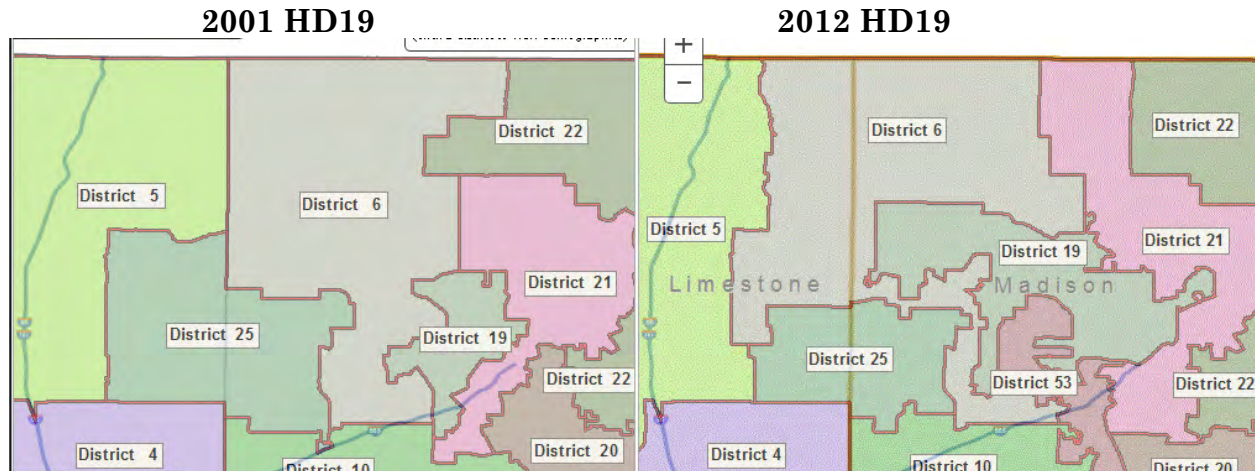 2001 HD19
2012 HD19
District 22
District 5
District 6
District 21
District 25
District 19
District 22
District 4
District 10
District 20
+
−
District 6
District 22
District 5
District 19
District 21
Limestone
Madison
District 25
District 53
District 22
District 4
District 10
District 20